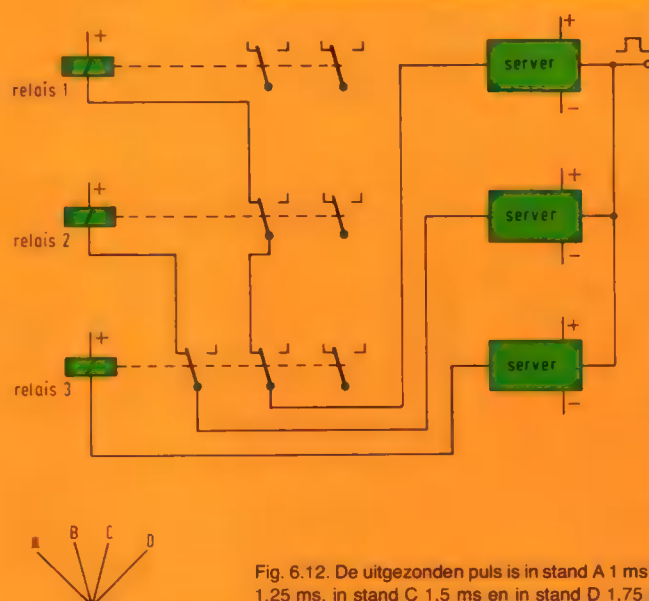 +
relais 1
server
+
-
+
relais 2
server
+
-
+
relais 3
server
+
-
A B C D
Fig. 6.12. De uitgezonden puls is in stand A 1 ms
1,25 ms, in stand C 1,5 ms en in stand D 1,75